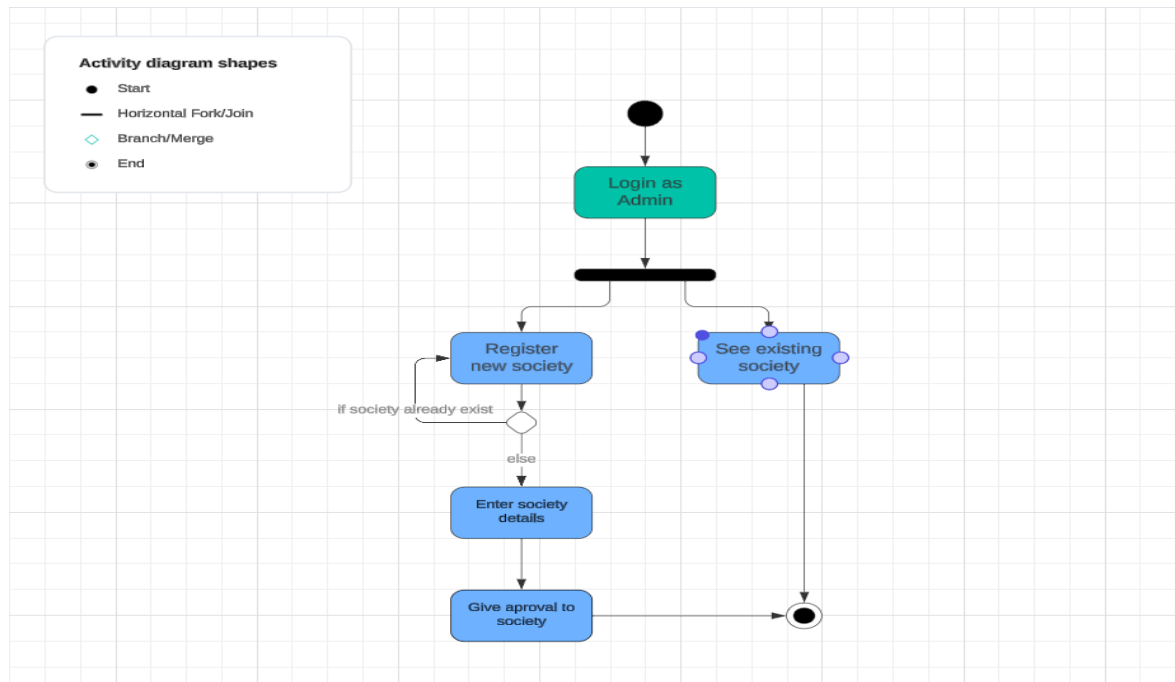 Activity diagram shapes
Start
Horizontal Fork/Join
Branch/Merge
End
Login as
Admin
Register
new society
See existing
society
if society already exist
else
Enter society
details
Give aproval to
society